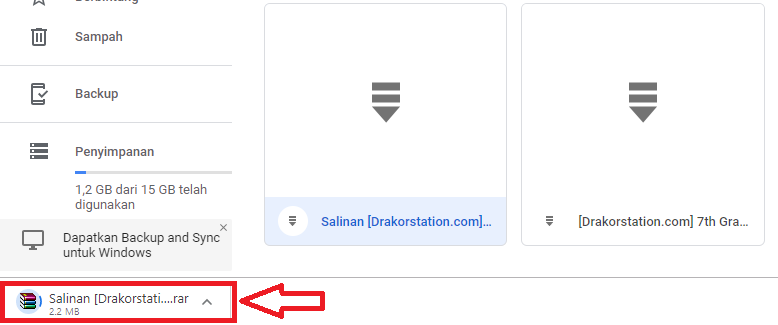 Berbintang
Sampah
Backup
Penyimpanan
1,2 GB dari 15 GB telah
digunakan
Dapatkan Backup and Sync
untuk Windows
Salinan [Drakorstation.com]...
[Drakorstation.com] 7th Gra...
Salinan [Drakorstati....rar
2.2 MB